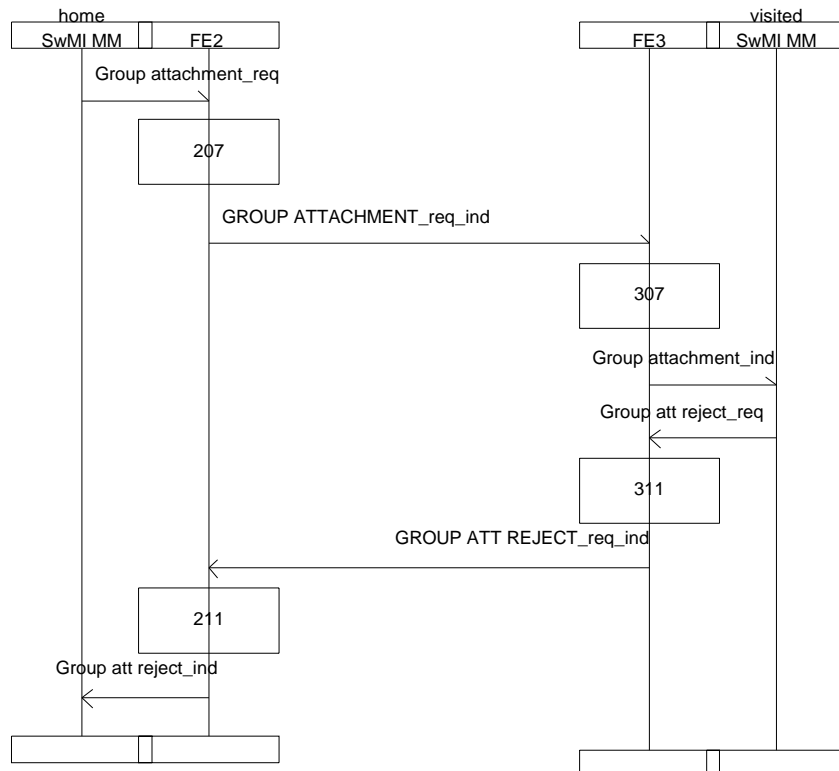 home
visited
SwMI MM
FE2
FE3
SwMI MM
Group attachment_req
207
GROUP ATTACHMENT_req_ind
307
Group attachment_ind
Group att reject_req
311
GROUP ATT REJECT_req_ind
211
Group att reject_ind